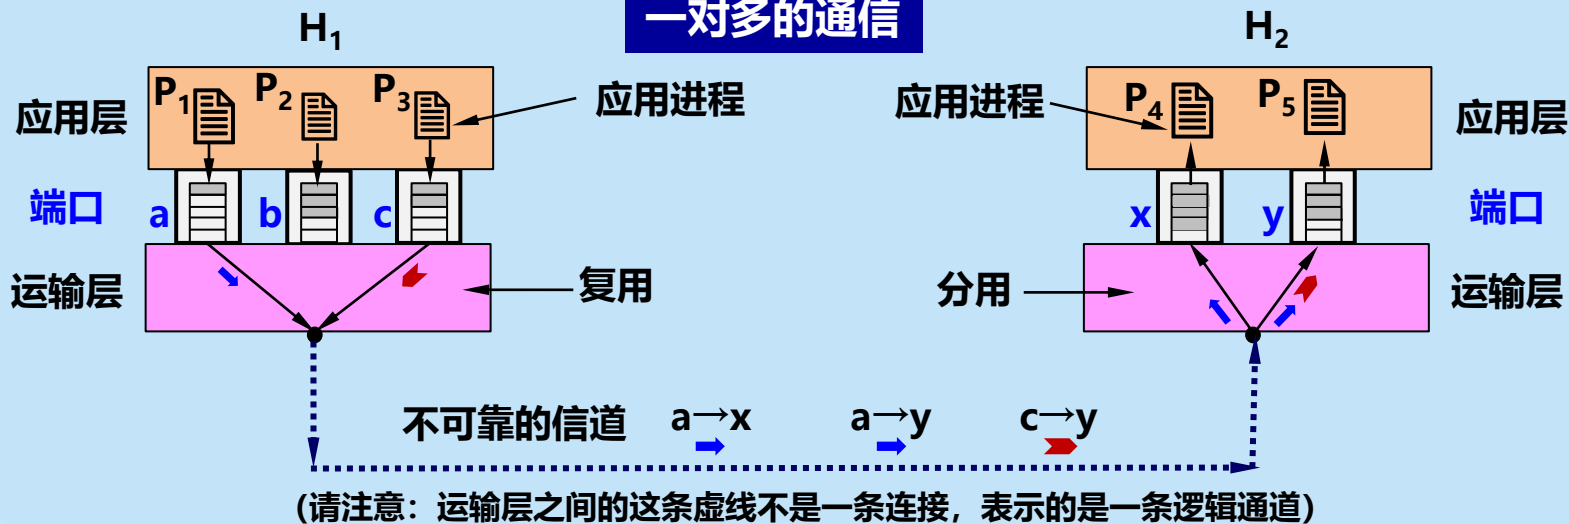 一对多的通信
H₁
H₂
应用层
P₁
P₂
P₃
应用进程
应用进程
P₄
P₅
应用层
端口
a
b
c
x
y
端口
运输层
复用
分用
运输层
不可靠的信道
a→x
a→y
c→y
（请注意：运输层之间的这条虚线不是一条连接，表示的是一条逻辑通道）